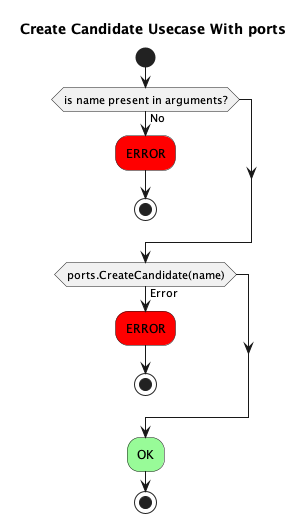 Create Candidate Usecase With ports
is name present in arguments?
No
ERROR
ports.CreateCandidate(name)
Error
ERROR
OK